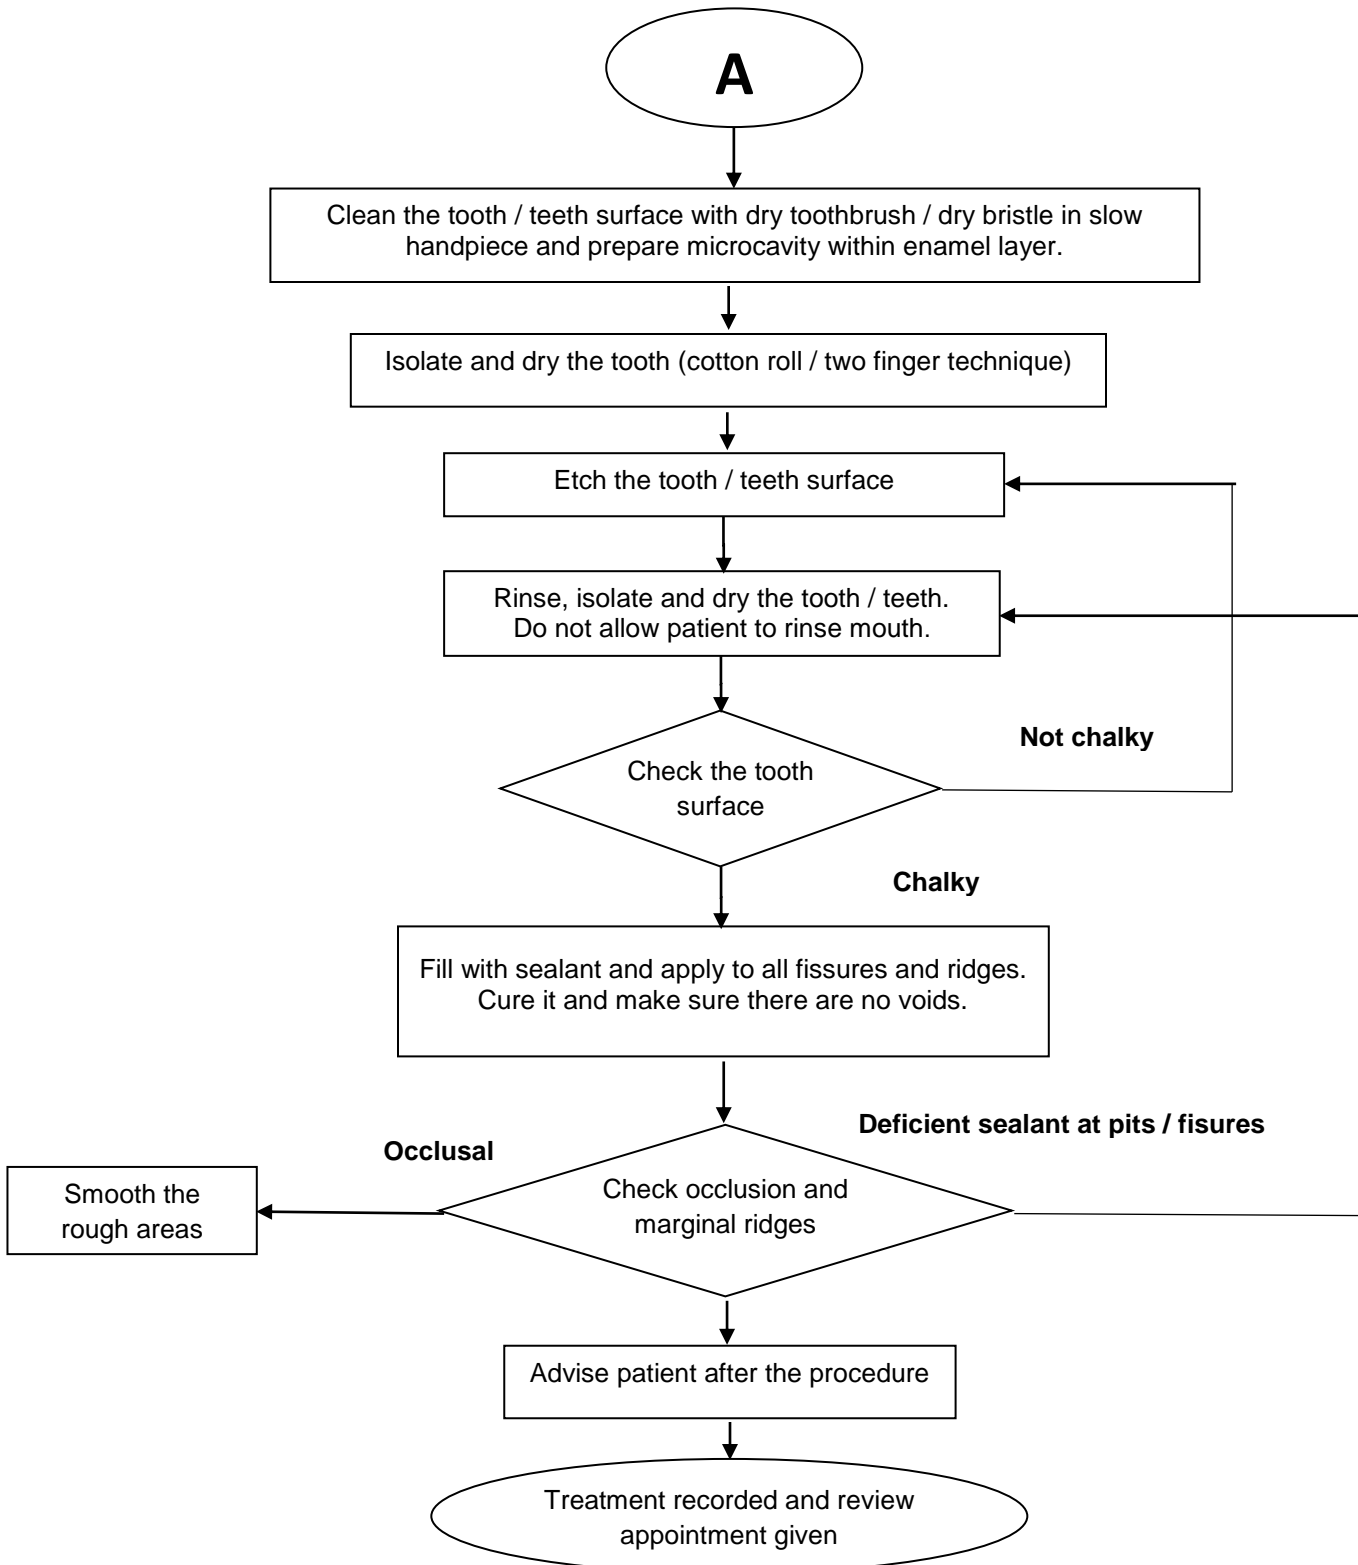 A
Clean the tooth / teeth surface with dry toothbrush / dry bristle in slow
handpiece and prepare microcavity within enamel layer.
Isolate and dry the tooth (cotton roll / two finger technique)
Etch the tooth / teeth surface
Rinse, isolate and dry the tooth / teeth.
Do not allow patient to rinse mouth.
Not chalky
Check the tooth
surface
Chalky
Fill with sealant and apply to all fissures and ridges.
Cure it and make sure there are no voids.
Deficient sealant at pits / fisures
Occlusal
Check occlusion and
marginal ridges
Smooth the
rough areas
Advise patient after the procedure
Treatment recorded and review
appointment given